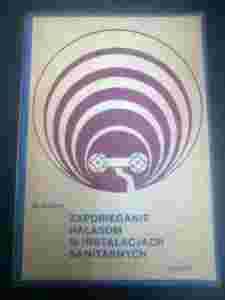 ZAPOBIEGANIE
HAŁASOM
W INSTALACJACH
SANITARNYCH